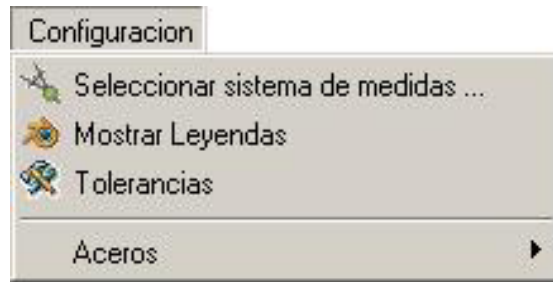 Configuracion
Seleccionar sistema de medidas ...
Mostrar Leyendas
Tolerancias
Aceros